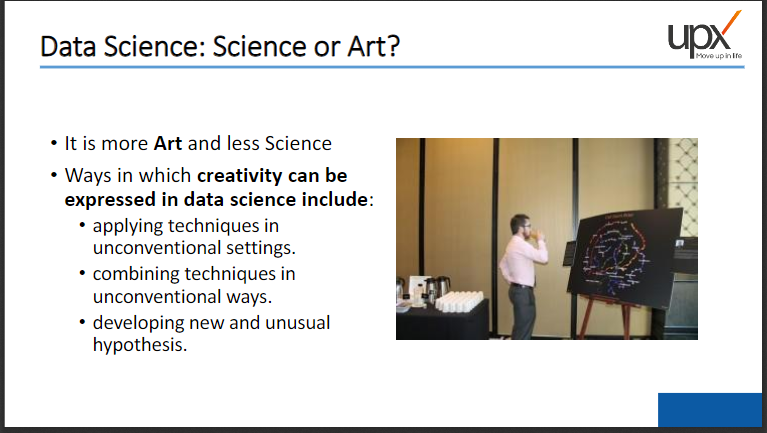 Data Science: Science or Art?
upx
Move up in life
• It is more Art and less Science
• Ways in which creativity can be
expressed in data science include:
• applying techniques in
unconventional settings.
• combining techniques in
unconventional ways.
• developing new and unusual
hypothesis.